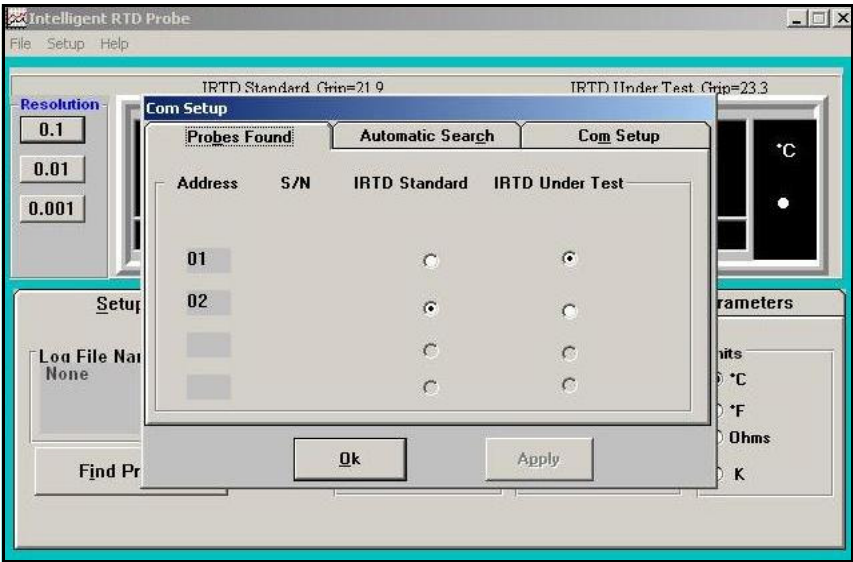 Intelligent RTD Probe
File Setup Help
IRTD Standard Grip=21.9 IRTD Under Test Grip=23.3
Resolution
0.1
0.01
0.001
°C
Com Setup
Probes Found Automatic Search Com Setup
Address S/N IRTD Standard IRTD Under Test
01
02
Ok Apply
Setup
rameters
Log File Nar
None
Find Pr
nits
°C
°F
Ohms
K